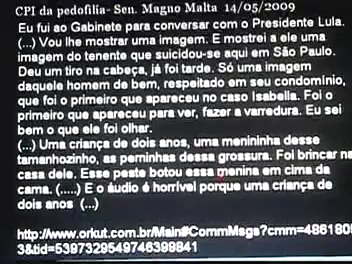 CPI da pedofilia- Sen. Magno Malta 14/05/2009
Eu fui ao Gabinete para conversar com o Presidente Lula.
(...) Vou lhe mostrar uma imagem. E mostrei a ele uma
imagem do tenente que suicidou-se aqui em São Paulo.
Deu um tiro na cabeça, já foi tarde. Só uma imagem
daquele homem de bem, respeitado em seu condomínio,
que foi o primeiro que apareceu no caso Isabella. Foi o
primeiro que apareceu para ver, fazer a varredura. Eu sei
bem o que ele foi olhar.
(...) Uma criança de dois anos, uma menininha desse
tamanhozinho, as perninhas dessa grossura. Foi brincar na
casa dele. Esse peste botou essa menina em cima da
cama. (.....) E o áudio é horrível porque uma criança de
dois anos (...)
http://www.orkut.com.br/Main#CommMsgs?cmm=4861805
3&tid=5397329549746399841